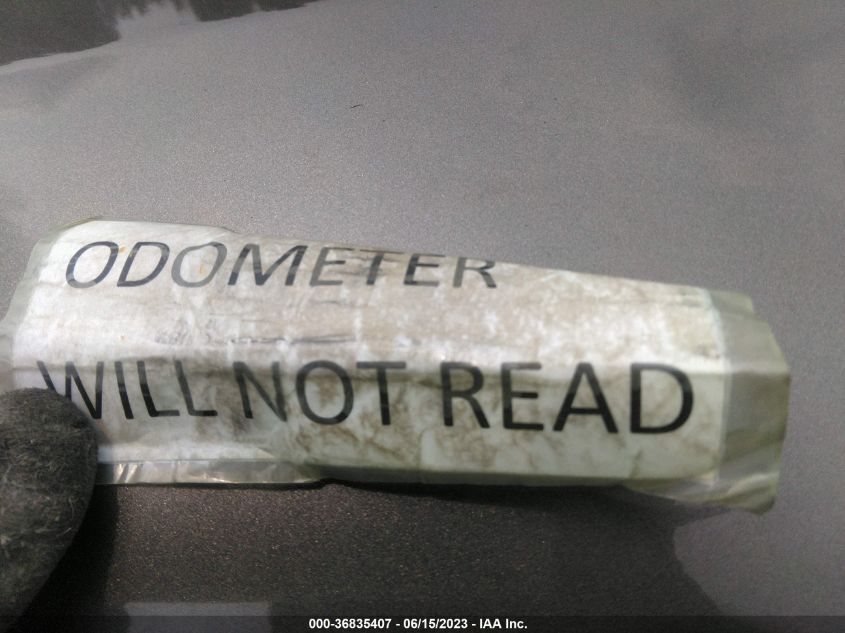 ODOMETER
WILL NOT READ
000-36835407 - 06/15/2023 - IAA Inc.